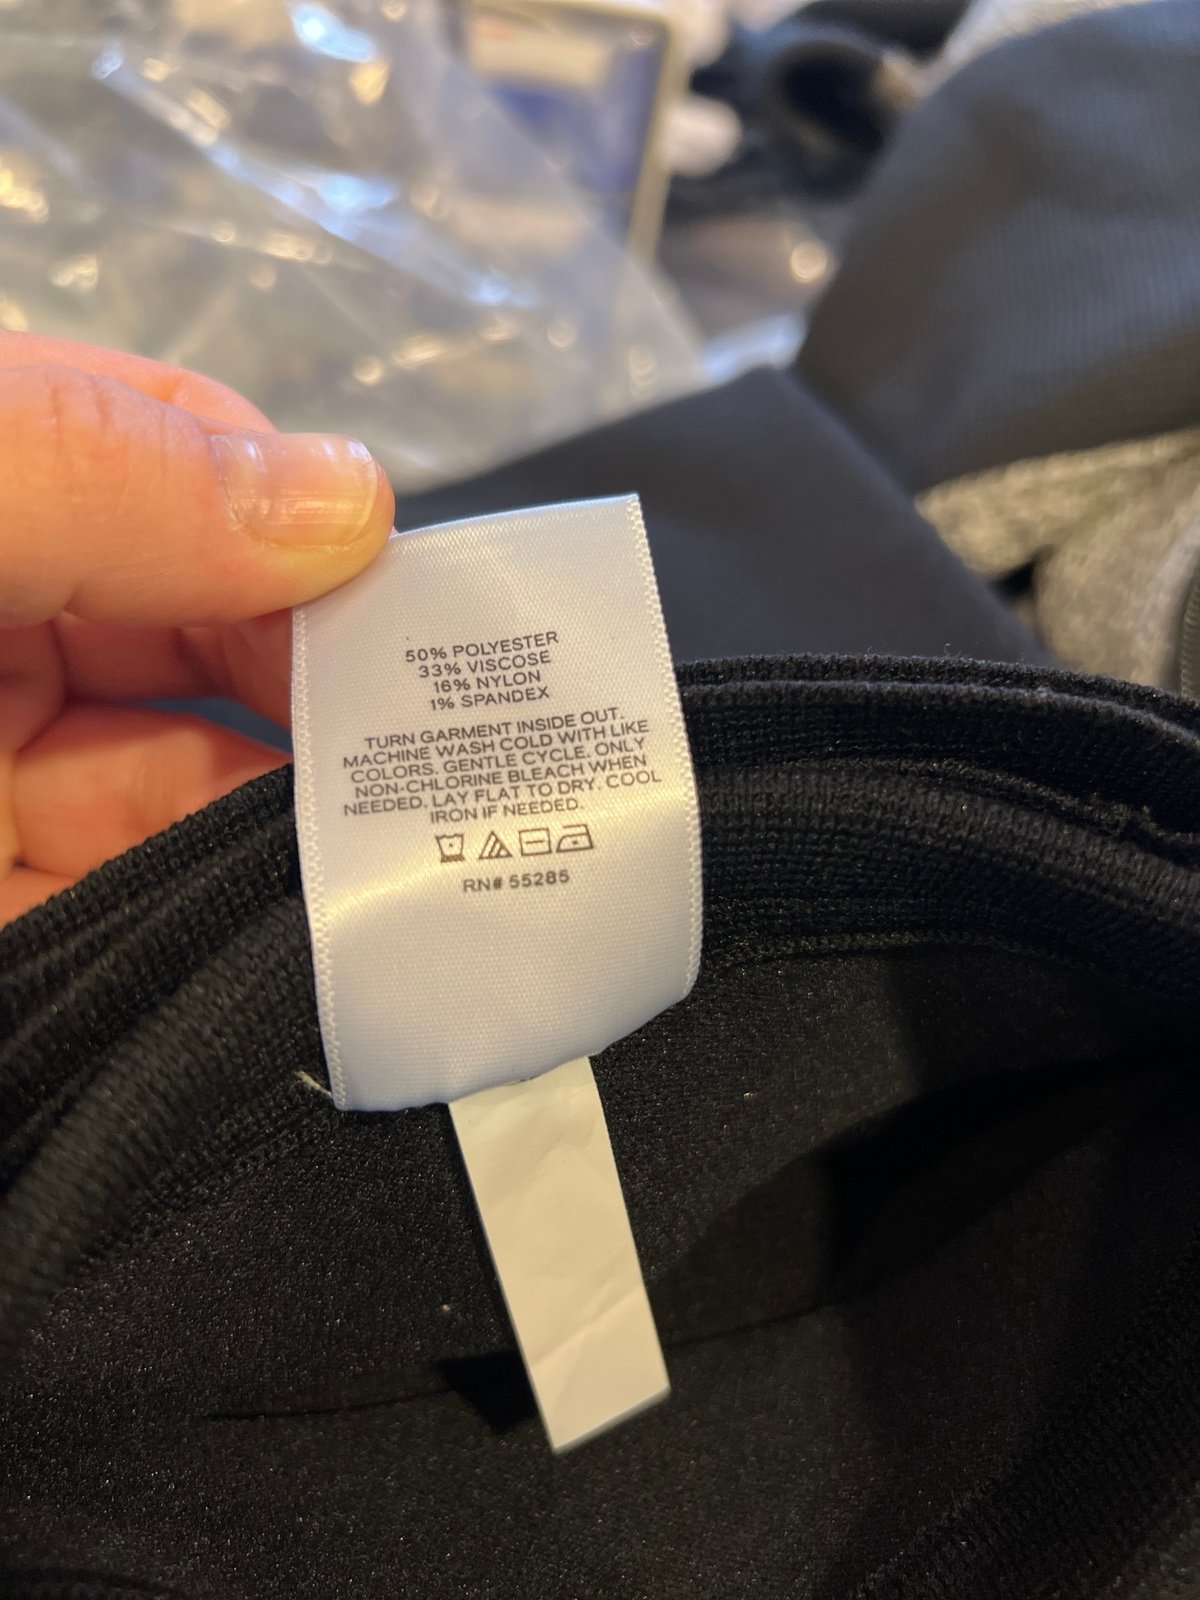 50% POLYESTER
33% VISCOSE
16% NYLON
1% SPANDEX
TURN GARMENT INSIDE OUT.
MACHINE WASH COLD WITH LIKE
COLORS. GENTLE CYCLE. ONLY
NON-CHLORINE BLEACH WHEN
NEEDED. LAY FLAT TO DRY. COOL
IRON IF NEEDED.
RN# 55285